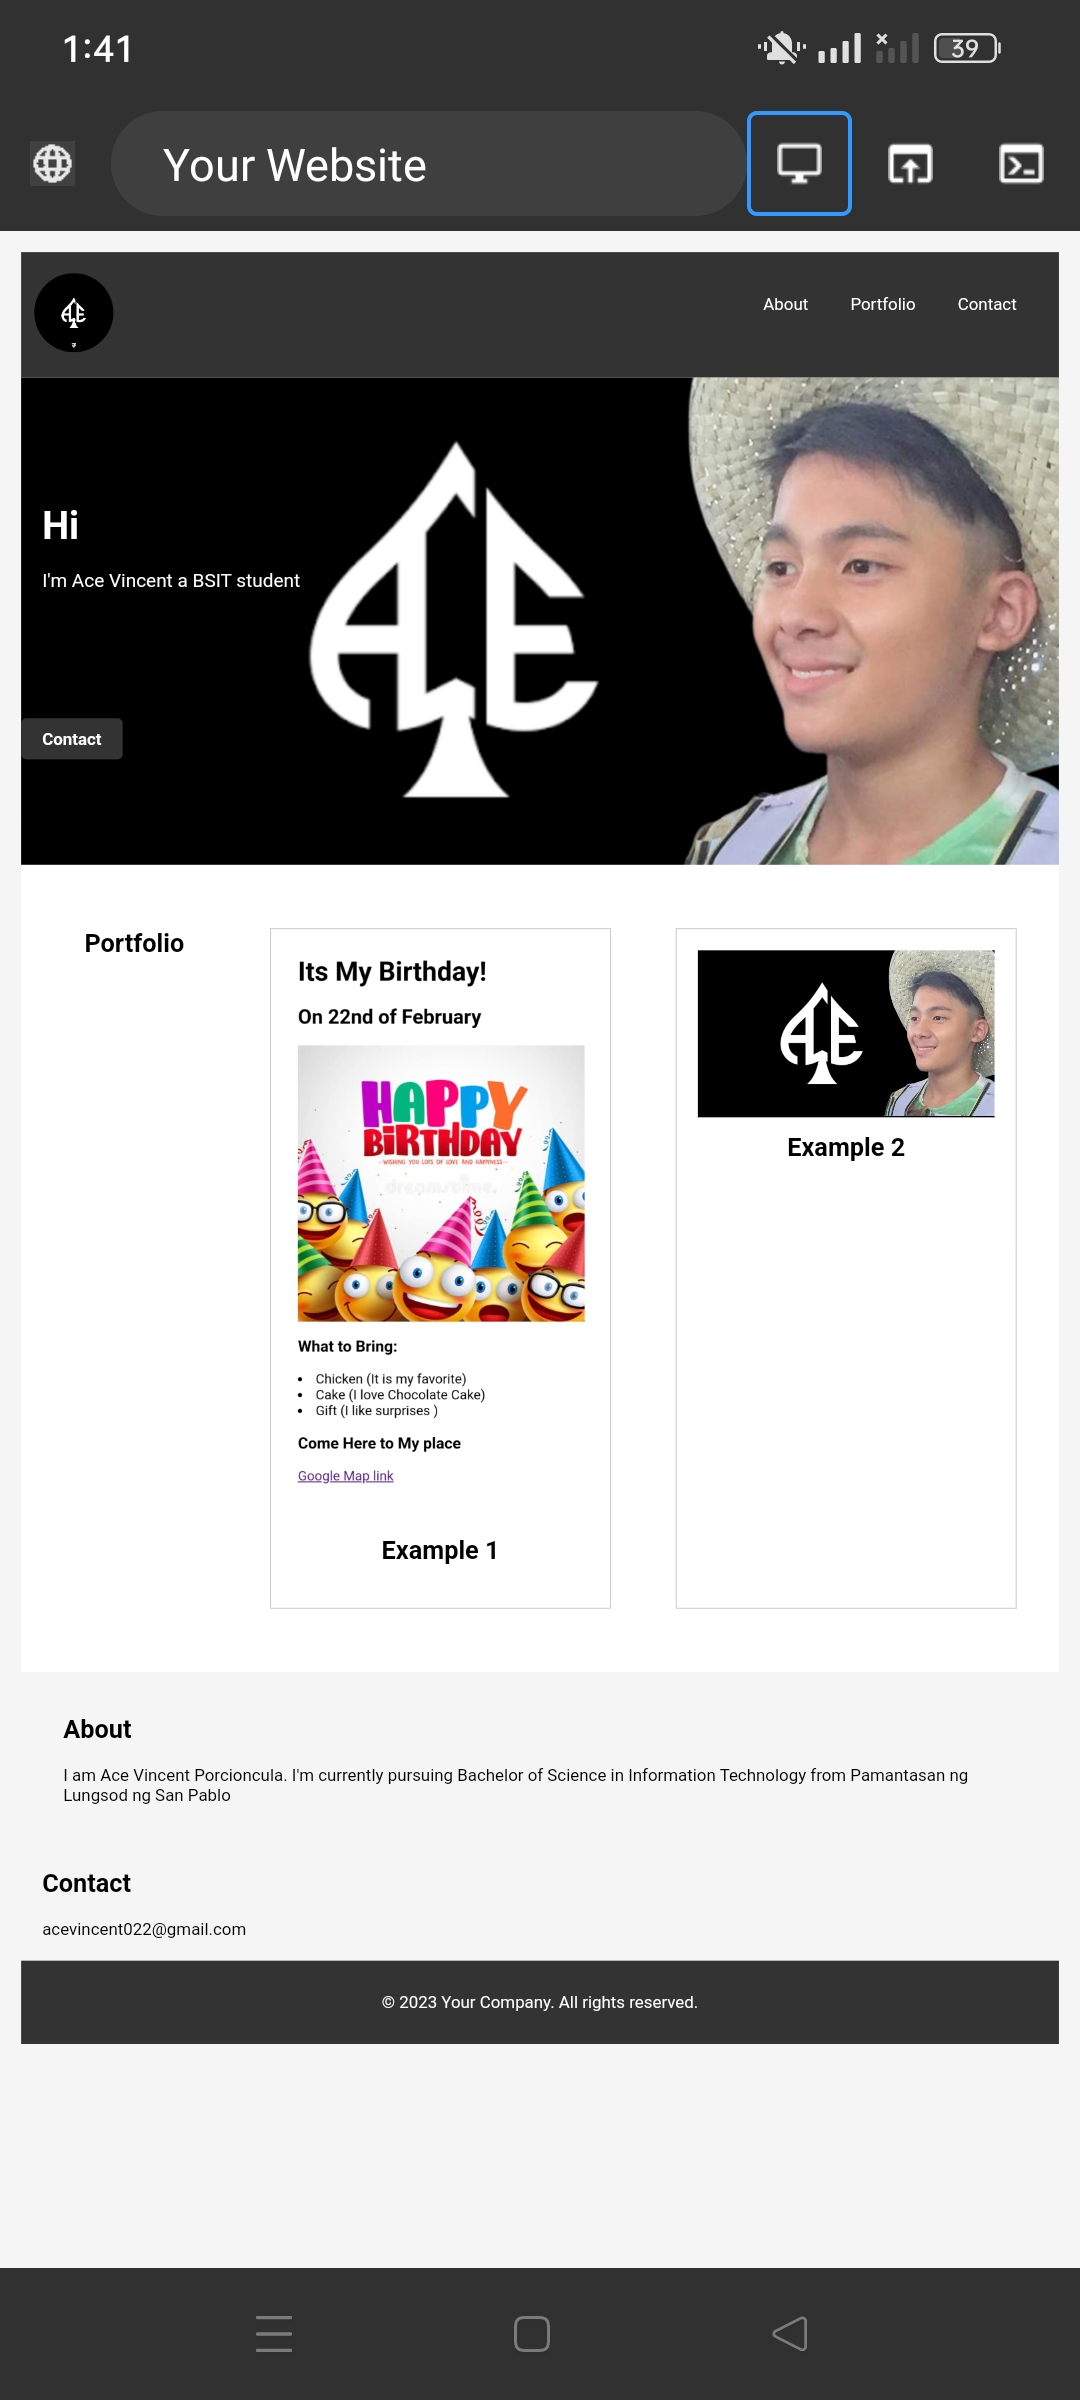 1:41
39
Your Website
About Portfolio Contact
Hi
I'm Ace Vincent a BSIT student
ACE
Contact
Portfolio
Its My Birthday!
On 22nd of February
HAPPY
BIRTHDAY
WISHING YOU LOTS OF LOVE AND HAPPINESS
dreamstime.
What to Bring:
Chicken (It is my favorite)
Cake (I love Chocolate Cake)
Gift (I like surprises )
Come Here to My place
Google Map link
Example 1
ACE
Example 2
About
I am Ace Vincent Porcioncula. I'm currently pursuing Bachelor of Science in Information Technology from Pamantasan ng
Lungsod ng San Pablo
Contact
acevincent022@gmail.com
© 2023 Your Company. All rights reserved.